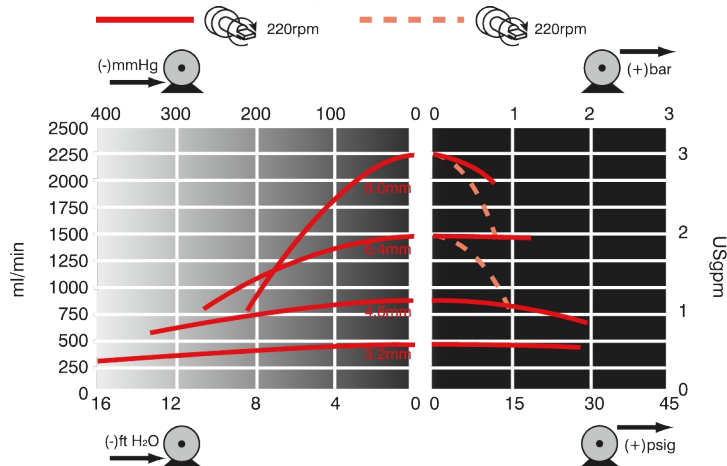 220rpm 220rpm
(-)mmHg (+)bar
400 300 200 100 0 0 1 2 3
2500
2250 3
2000
6.0mm
1750
1500 2
6.4mm
1250
1000
4.0mm 1
750
500
3.2mm
250
0 0
16 12 8 4 0 0 15 30 45
ml/min
USgpm
(-)ft H₂O (+)psig